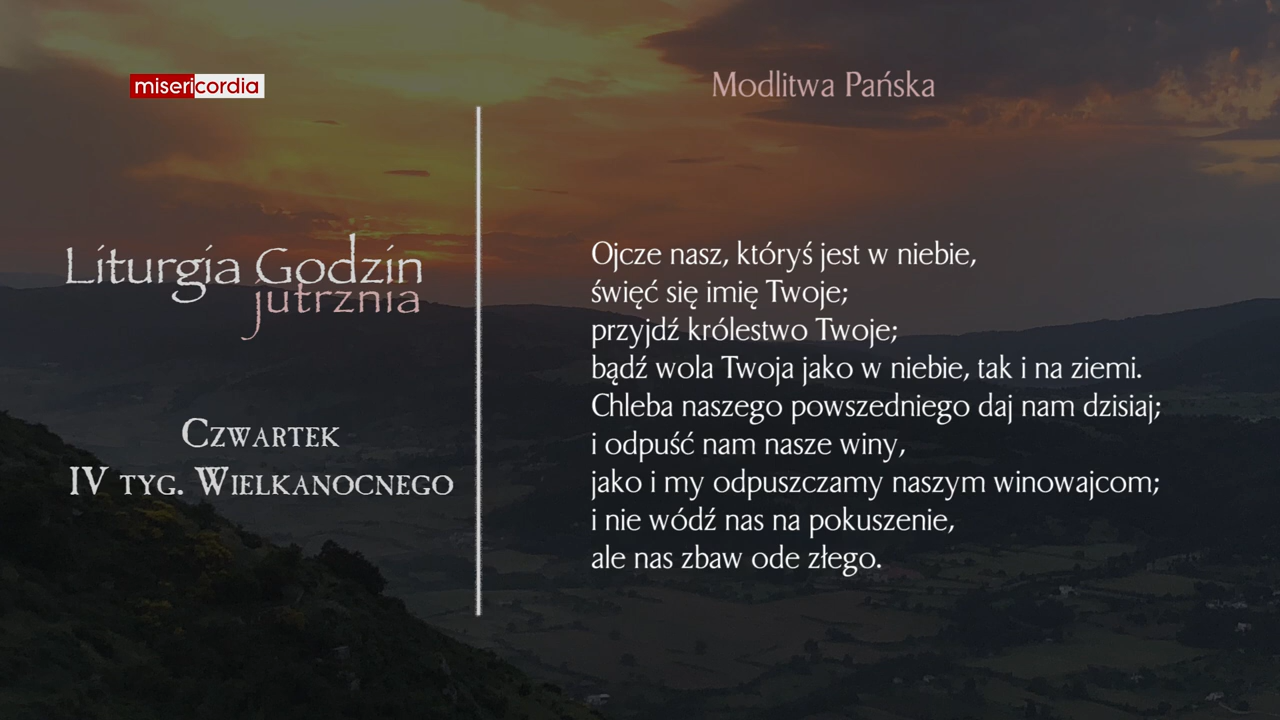 misericordia
Liturgia Godzin
jutrznia
Czwartek
IV tyg. Wielkanocnego
Modlitwa Pańska
Ojcze nasz, któryś jest w niebie,
święć się imię Twoje;
przyjdź królestwo Twoje;
bądź wola Twoja jako w niebie, tak i na ziemi.
Chleba naszego powszedniego daj nam dzisiaj;
i odpuść nam nasze winy,
jako i my odpuszczamy naszym winowajcom;
i nie wódź nas na pokuszenie,
ale nas zbaw ode złego.